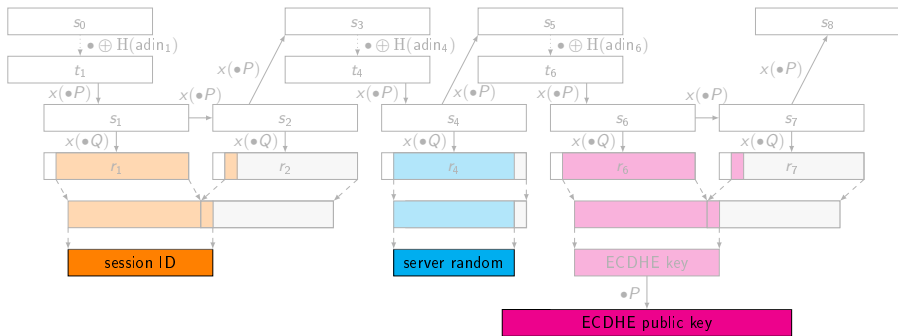 s₀ s₃ s₅ s₈
• ⊕ H(adin₁) • ⊕ H(adin₄) • ⊕ H(adin₆)
t₁ x(•P) t₄ t₆ x(•P)
x(•P) x(•P) x(•P) x(•P) x(•P) x(•P)
s₁ s₂ s₄ s₆ s₇
x(•Q) x(•Q) x(•Q) x(•Q) x(•Q)
r₁ r₂ r₄ r₆ r₇
session ID server random ECDHE key
•P
ECDHE public key